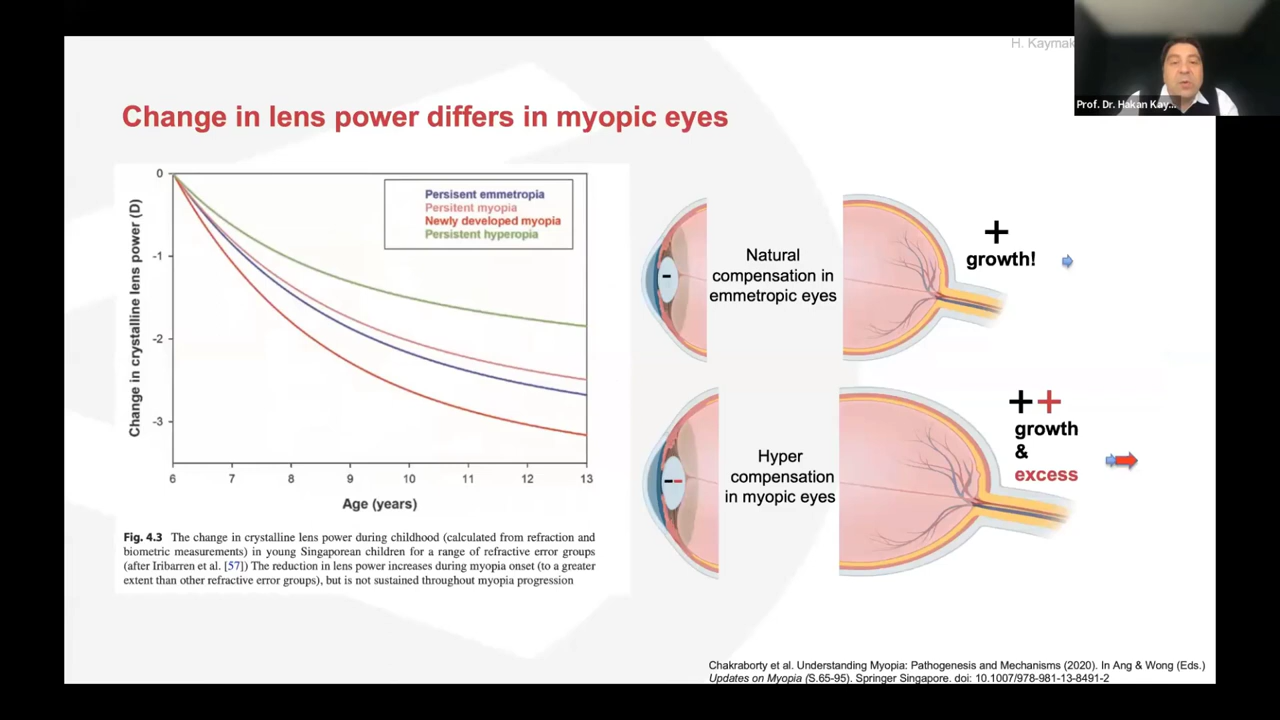 H. Kaymak
Prof. Dr. Hakan Kay...
Change in lens power differs in myopic eyes
Change in crystalline lens power (D)
0
-1
-2
-3
Persisent emmetropia
Persitent myopia
Newly developed myopia
Persistent hyperopia
6 7 8 9 10 11 12 13
Age (years)
Fig. 4.3 The change in crystalline lens power during childhood (calculated from refraction and
biometric measurements) in young Singaporean children for a range of refractive error groups
(after Iribarren et al. [57]) The reduction in lens power increases during myopia onset (to a greater
extent than other refractive error groups), but is not sustained throughout myopia progression
-
Natural
compensation in
emmetropic eyes
+
growth!
--
Hyper
compensation
in myopic eyes
++
growth
&
excess
Chakraborty et al. Understanding Myopia: Pathogenesis and Mechanisms (2020). In Ang & Wong (Eds.)
Updates on Myopia (S.65-95). Springer Singapore. doi: 10.1007/978-981-13-8491-2